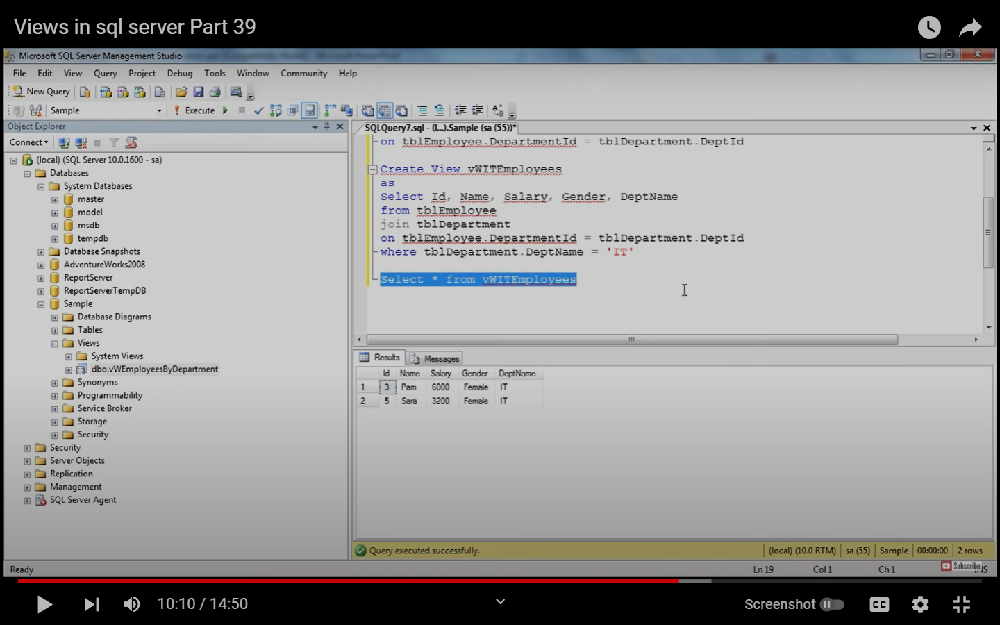 Views in sql server Part 39
Microsoft SQL Server Management Studio
File Edit View Query Project Debug Tools Window Community Help
New Query
Sample Execute
Object Explorer
SQLQuery7.sql - (l...).Sample (sa (55))*
Connect
on tblEmployee.DepartmentId = tblDepartment.DeptId
Create View vWITEmployees
as
Select Id, Name, Salary, Gender, DeptName
from tblEmployee
join tblDepartment
on tblEmployee.DepartmentId = tblDepartment.DeptId
where tblDepartment.DeptName = 'IT'
Select * from vWITEmployees
(local) (SQL Server 10.0.1600 - sa)
Databases
System Databases
master
model
msdb
tempdb
Database Snapshots
AdventureWorks2008
ReportServer
ReportServerTempDB
Sample
Database Diagrams
Tables
Views
System Views
dbo.vWEmployeesByDepartment
Synonyms
Programmability
Service Broker
Storage
Security
Security
Server Objects
Replication
Management
SQL Server Agent
Results Messages
Id Name Salary Gender DeptName
1 3 Pam 6000 Female IT
2 5 Sara 3200 Female IT
Query executed successfully. (local) (10.0 RTM) sa (55) Sample 00:00:00 2 rows
Ready Ln 19 Col 1 Ch 1
Subscribe
10:10 / 14:50
Screenshot
CC